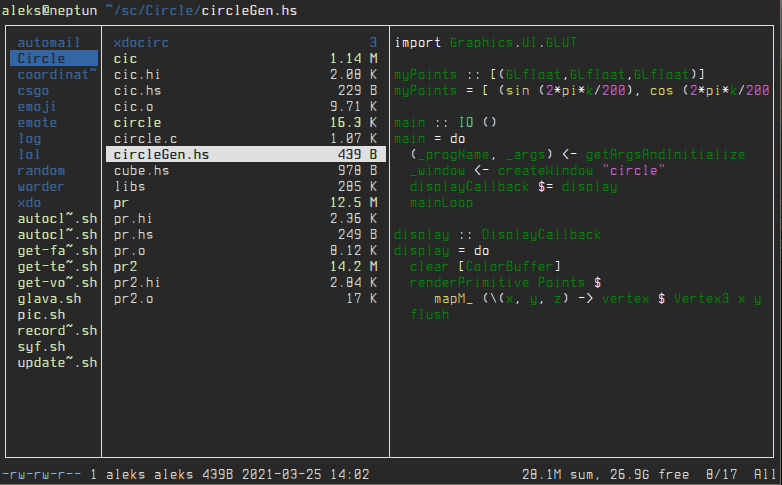 aleks@neptun ~/sc/Circle/circleGen.hs
automail
Circle
coordinat~
csgo
emoji
emote
log
lol
random
worder
xdo
autocl~.sh
autocl~.sh
get-fa~.sh
get-te~.sh
get-vo~.sh
glava.sh
pic.sh
record~.sh
syf.sh
update~.sh
xdocirc 3
cic 1.14 M
cic.hi 2.08 K
cic.hs 229 B
cic.o 9.71 K
circle 16.3 K
circle.c 1.07 K
circleGen.hs 439 B
cube.hs 978 B
libs 285 K
pr 12.5 M
pr.hi 2.36 K
pr.hs 249 B
pr.o 8.12 K
pr2 14.2 M
pr2.hi 2.84 K
pr2.o 17 K
import Graphics.UI.GLUT
myPoints :: [(GLfloat,GLfloat,GLfloat)]
myPoints = [ (sin (2*pi*k/200), cos (2*pi*k/200
main :: IO ()
main = do
(_progName, _args) <- getArgsAndInitialize
_window <- createWindow "circle"
displayCallback $= display
mainLoop
display :: DisplayCallback
display = do
clear [ColorBuffer]
renderPrimitive Points $
mapM_ (\(x, y, z) -> vertex $ Vertex3 x y
flush
-rw-rw-r-- 1 aleks aleks 439B 2021-03-25 14:02 28.1M sum, 26.9G free 8/17 All